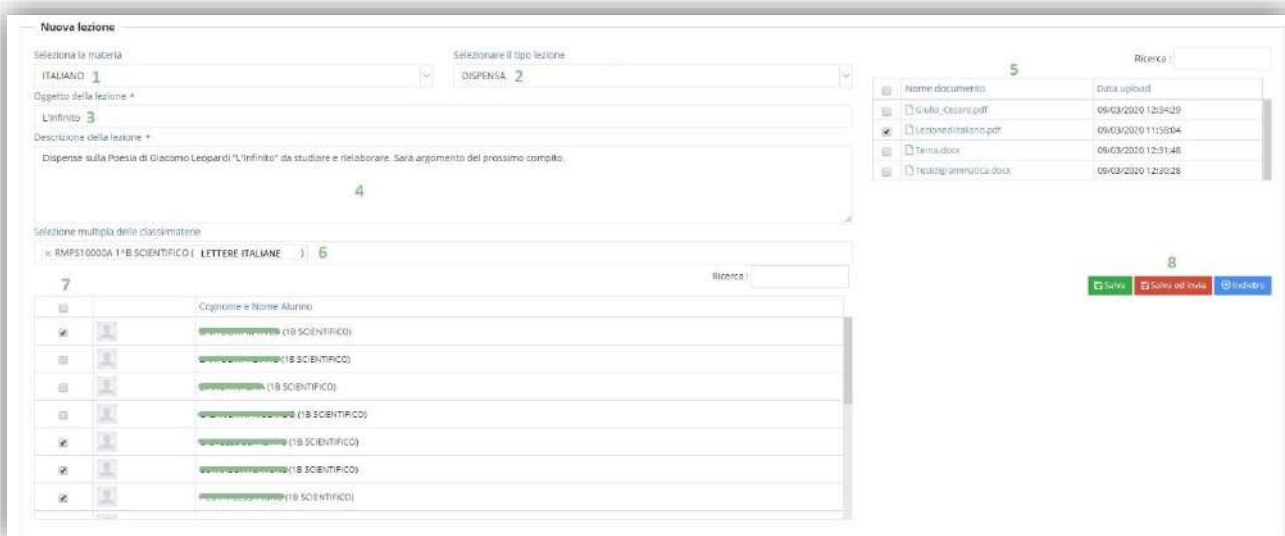 Nuova lezione
Seleziona la materia
Selezionare il tipo lezione
ITALIANO 1
DISPENSA 2
Oggetto della lezione *
L'infinito 3
Descrizione della lezione *
Dispense sulla Poesia di Giacomo Leopardi "L'Infinito" da studiare e rielaborare. Sarà argomento del prossimo compito.
4
Selezione multipla delle classi/materie
× RMPS10000A 1^B SCIENTIFICO ( LETTERE ITALIANE ) 6
Ricerca :
7
Cognome e Nome Alunno
(1B SCIENTIFICO)
(1B SCIENTIFICO)
(1B SCIENTIFICO)
(1B SCIENTIFICO)
(1B SCIENTIFICO)
(1B SCIENTIFICO)
(1B SCIENTIFICO)
Ricerca :
5
Nome documento Data upload
Giulio_Cesare.pdf 09/03/2020 12:34:29
Lezionediitaliano.pdf 09/03/2020 11:58:04
Tema.docx 09/03/2020 12:31:48
Testdigrammatica.docx 09/03/2020 12:30:28
8
Salva Salva ed invia Indietro